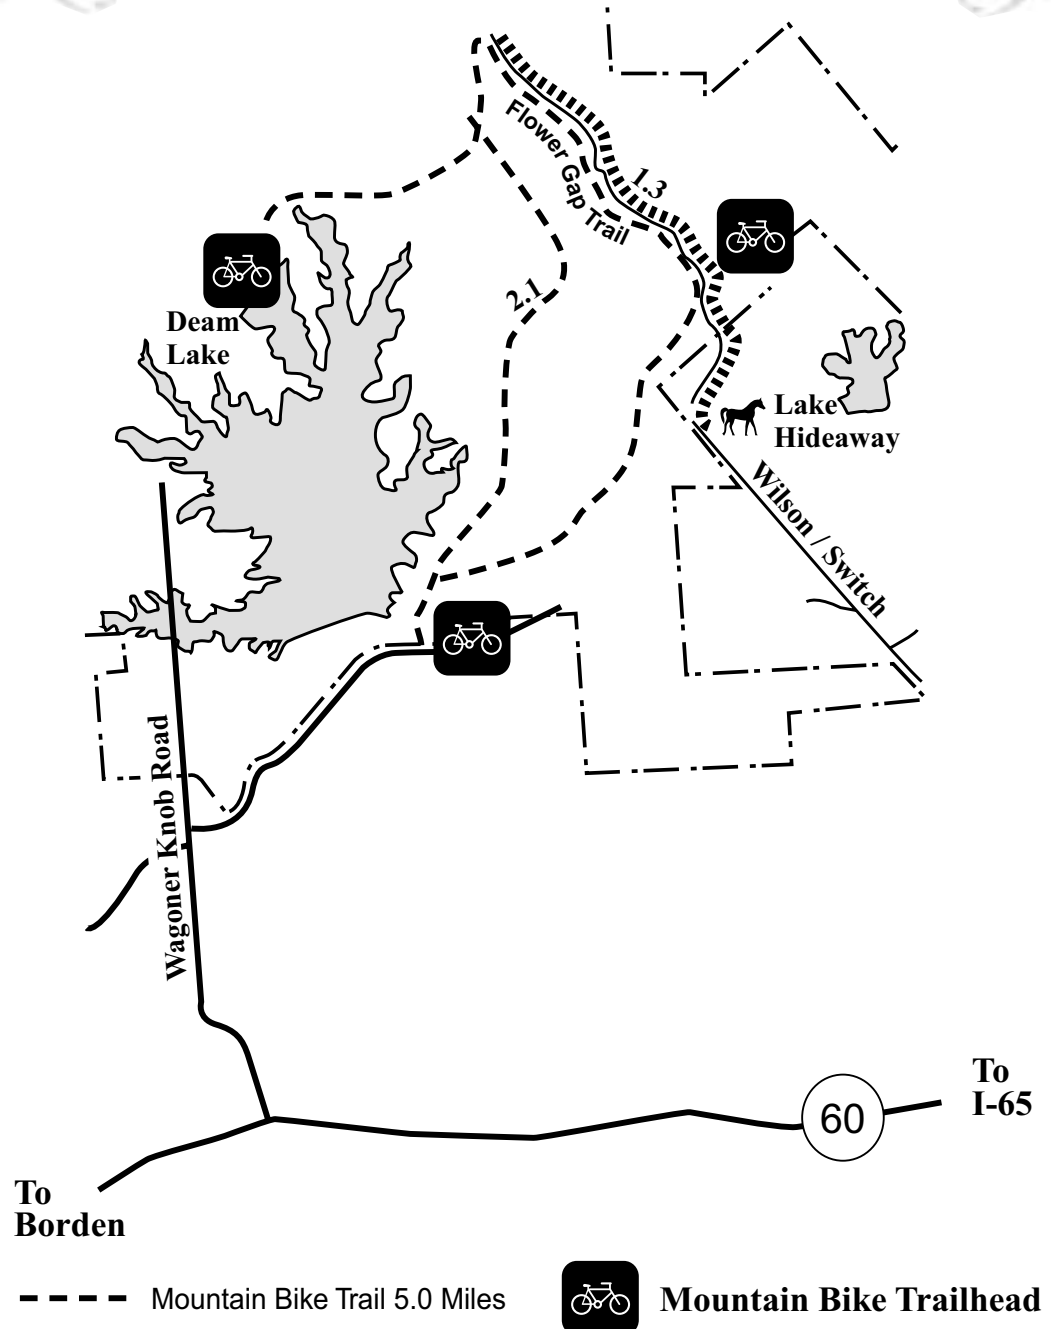 Flower Gap Trail
1.3
2.1
Deam
Lake
Lake
Hideaway
Wilson / Switch
Wagoner Knob Road
To
I-65
60
To
Borden
Mountain Bike Trail 5.0 Miles
Mountain Bike Trailhead